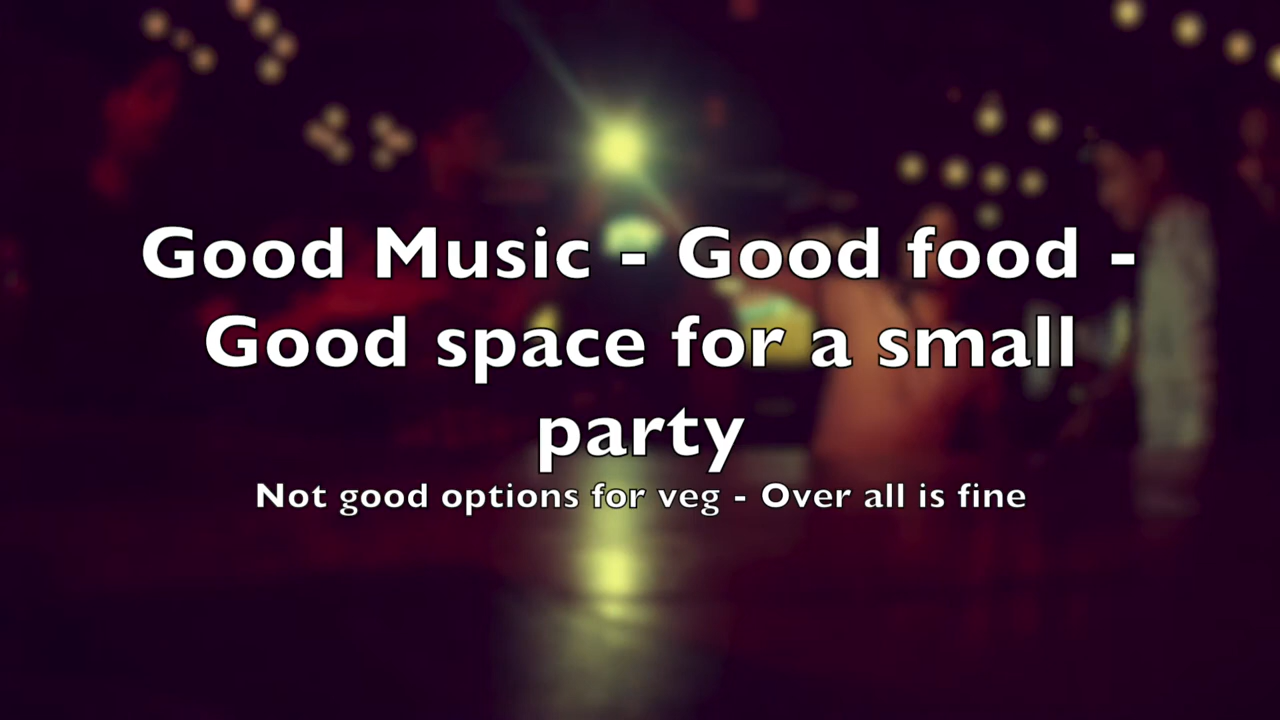 Good Music - Good food -
Good space for a small
party
Not good options for veg - Over all is fine